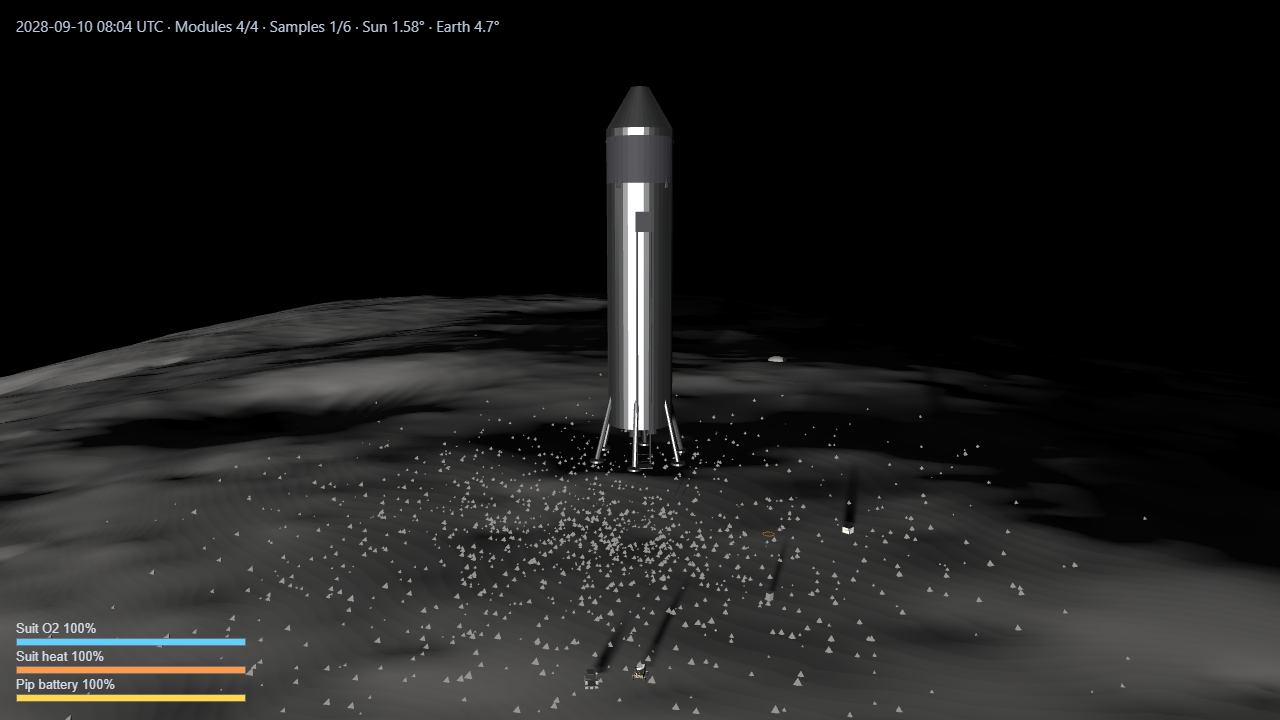 2028-09-10 08:04 UTC · Modules 4/4 · Samples 1/6 · Sun 1.58° · Earth 4.7°
Suit O2 100%
Suit heat 100%
Pip battery 100%